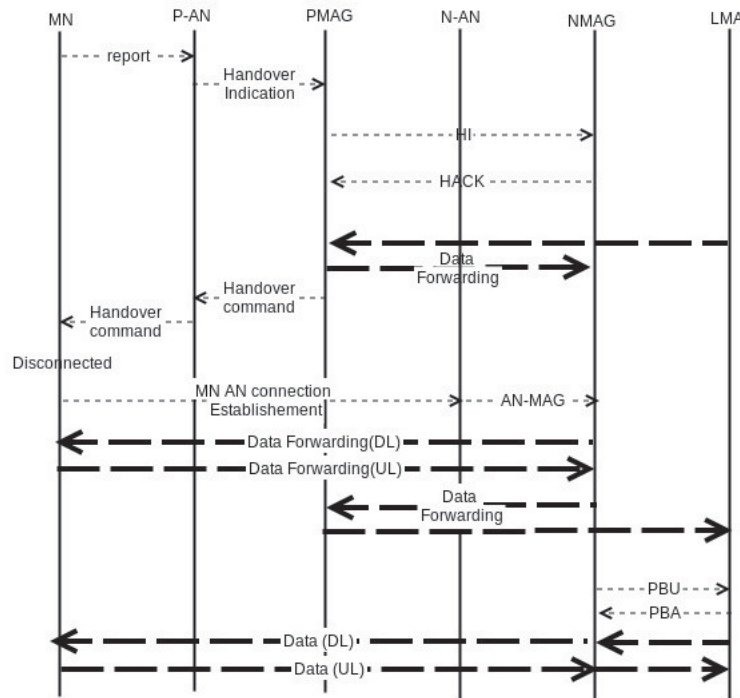 MN
P-AN
PMAG
N-AN
NMAG
LMA
report
Handover
Indication
HI
HACK
Data
Forwarding
Handover
command
Handover
command
Disconnected
MN AN connection
Establishement
AN-MAG
Data Forwarding(DL)
Data Forwarding(UL)
Data
Forwarding
PBU
PBA
Data (DL)
Data (UL)